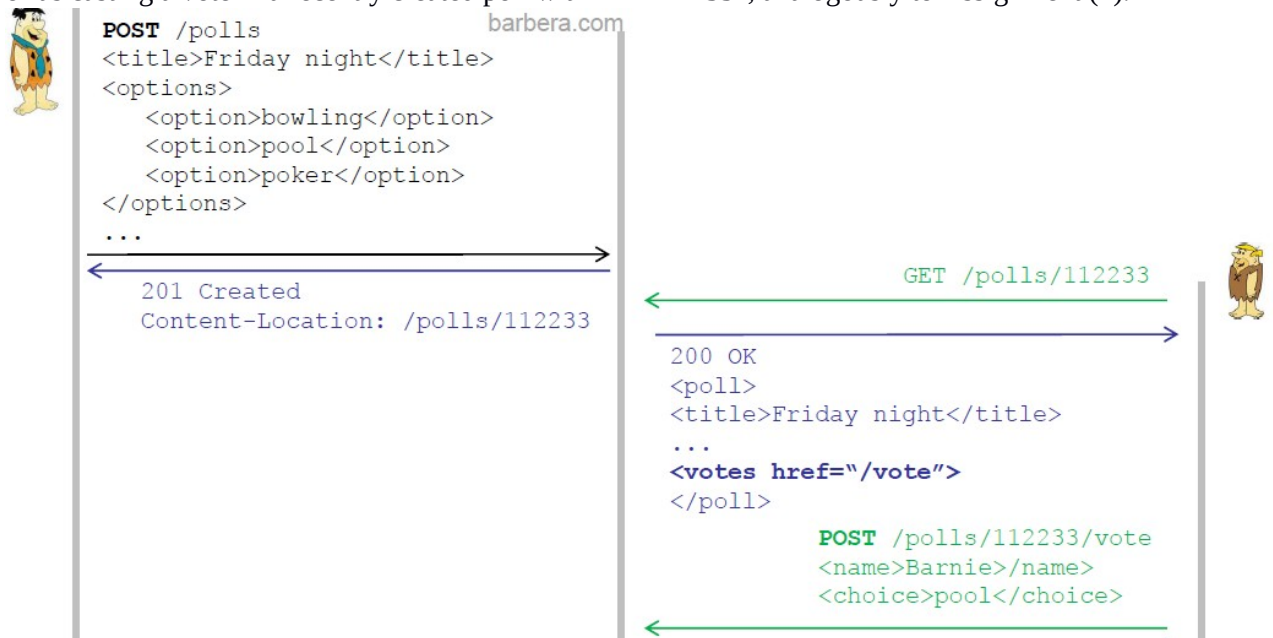 barbera.com
POST /polls
<title>Friday night</title>
<options>
<option>bowling</option>
<option>pool</option>
<option>poker</option>
</options>
...
201 Created
Content-Location: /polls/112233
GET /polls/112233
200 OK
<poll>
<title>Friday night</title>
...
<votes href=“/vote”>
</poll>
POST /polls/112233/vote
<name>Barnie>/name>
<choice>pool</choice>